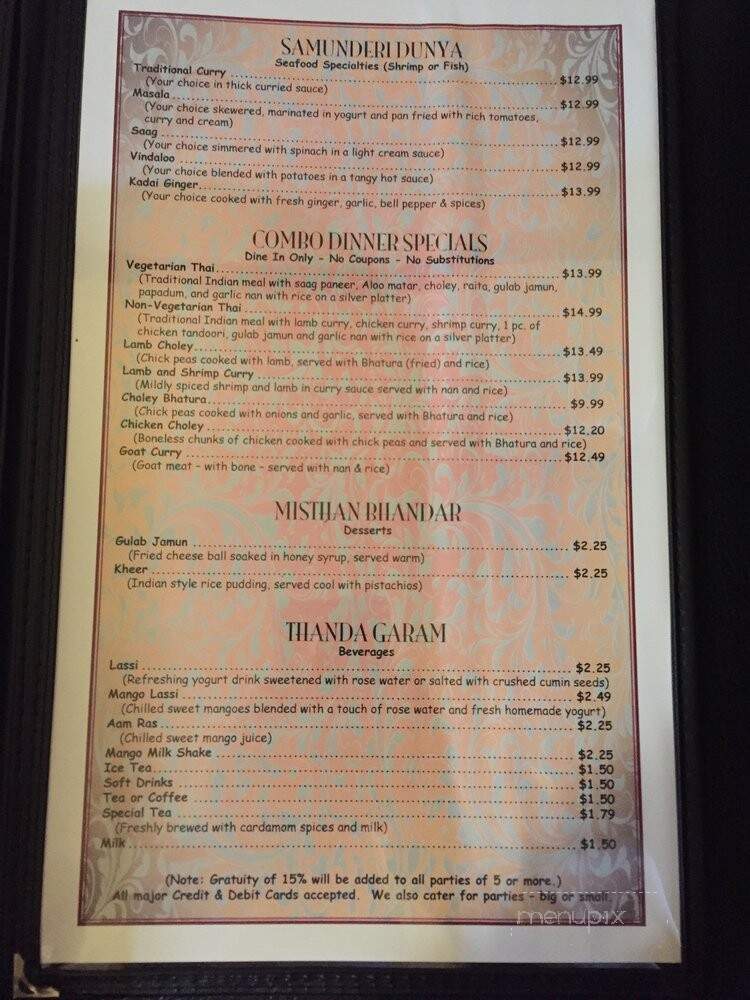 SAMUNDERI DUNYA
Seafood Specialties (Shrimp or Fish)
Traditional Curry ..... $12.99
(Your choice in thick curried sauce)
Masala ..... $12.99
(Your choice skewered, marinated in yogurt and pan fried with rich tomatoes,
curry and cream)
Saag ..... $12.99
(Your choice simmered with spinach in a light cream sauce)
Vindaloo ..... $12.99
(Your choice blended with potatoes in a tangy hot sauce)
Kadai Ginger ..... $13.99
(Your choice cooked with fresh ginger, garlic, bell pepper & spices)
COMBO DINNER SPECIALS
Dine In Only - No Coupons - No Substitutions
Vegetarian Thai ..... $13.99
(Traditional Indian meal with saag paneer, Aloo matar, choley, raita, gulab jamun,
papadum, and garlic nan with rice on a silver platter)
Non-Vegetarian Thai ..... $14.99
(Traditional Indian meal with lamb curry, chicken curry, shrimp curry, 1 pc. of
chicken tandoori, gulab jamun and garlic nan with rice on a silver platter)
Lamb Choley ..... $13.49
(Chick peas cooked with lamb, served with Bhatura (fried) and rice)
Lamb and Shrimp Curry ..... $13.99
(Mildly spiced shrimp and lamb in curry sauce served with nan and rice)
Choley Bhatura ..... $9.99
(Chick peas cooked with onions and garlic, served with Bhatura and rice)
Chicken Choley ..... $12.20
(Boneless chunks of chicken cooked with chick peas and served with Bhatura and rice)
Goat Curry ..... $12.49
(Goat meat - with bone - served with nan & rice)
MISTHAN BHANDAR
Desserts
Gulab Jamun ..... $2.25
(Fried cheese ball soaked in honey syrup, served warm)
Kheer ..... $2.25
(Indian style rice pudding, served cool with pistachios)
THANDA GARAM
Beverages
Lassi ..... $2.25
(Refreshing yogurt drink sweetened with rose water or salted with crushed cumin seeds)
Mango Lassi ..... $2.49
(Chilled sweet mangoes blended with a touch of rose water and fresh homemade yogurt)
Aam Ras ..... $2.25
(Chilled sweet mango juice)
Mango Milk Shake ..... $2.25
Ice Tea ..... $1.50
Soft Drinks ..... $1.50
Tea or Coffee ..... $1.50
Special Tea ..... $1.79
(Freshly brewed with cardamom spices and milk)
Milk ..... $1.50
(Note: Gratuity of 15% will be added to all parties of 5 or more.)
All major Credit & Debit Cards accepted. We also cater for parties - big or small.
menupix